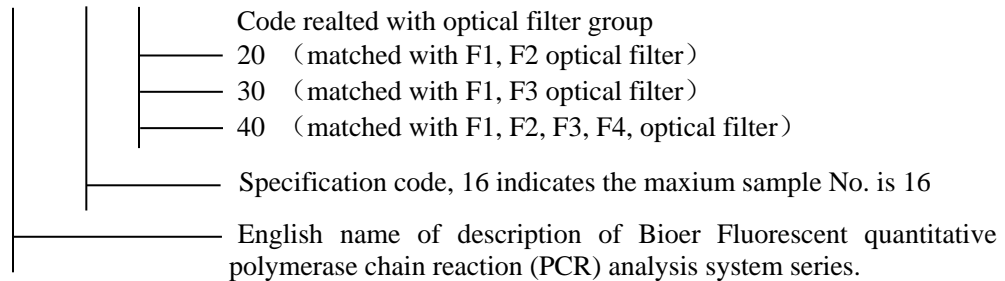 Code realted with optical filter group
20 （matched with F1, F2 optical filter）
30 （matched with F1, F3 optical filter）
40 （matched with F1, F2, F3, F4, optical filter）
Specification code, 16 indicates the maxium sample No. is 16
English name of description of Bioer Fluorescent quantitative
polymerase chain reaction (PCR) analysis system series.